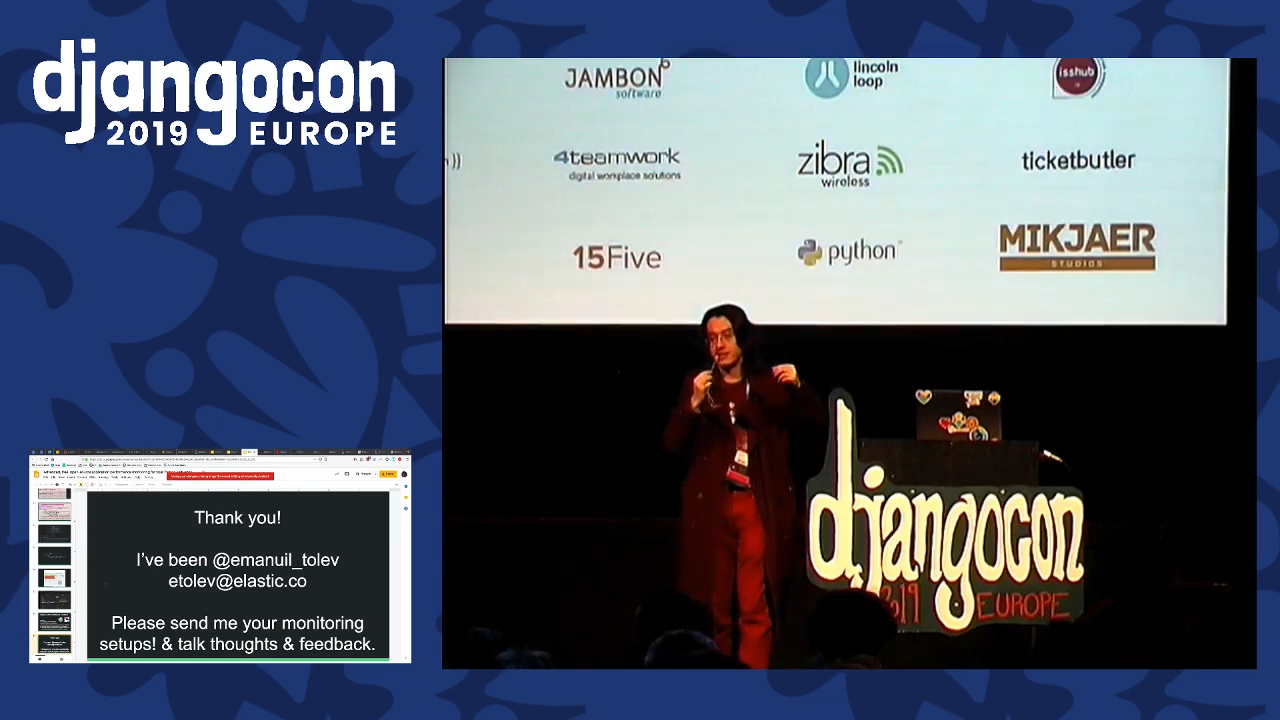 djangocon
2019 EUROPE
JAMBON
software
lincoln
loop
isshub
4teamwork
digital workplace solutions
zibra
wireless
ticketbutler
15Five
python
MIKJAER
STUDIOS
djangocon
2019 EUROPE
Thank you!
I've been @emanuil_tolev
etolev@elastic.co
Please send me your monitoring
setups! & talk thoughts & feedback.